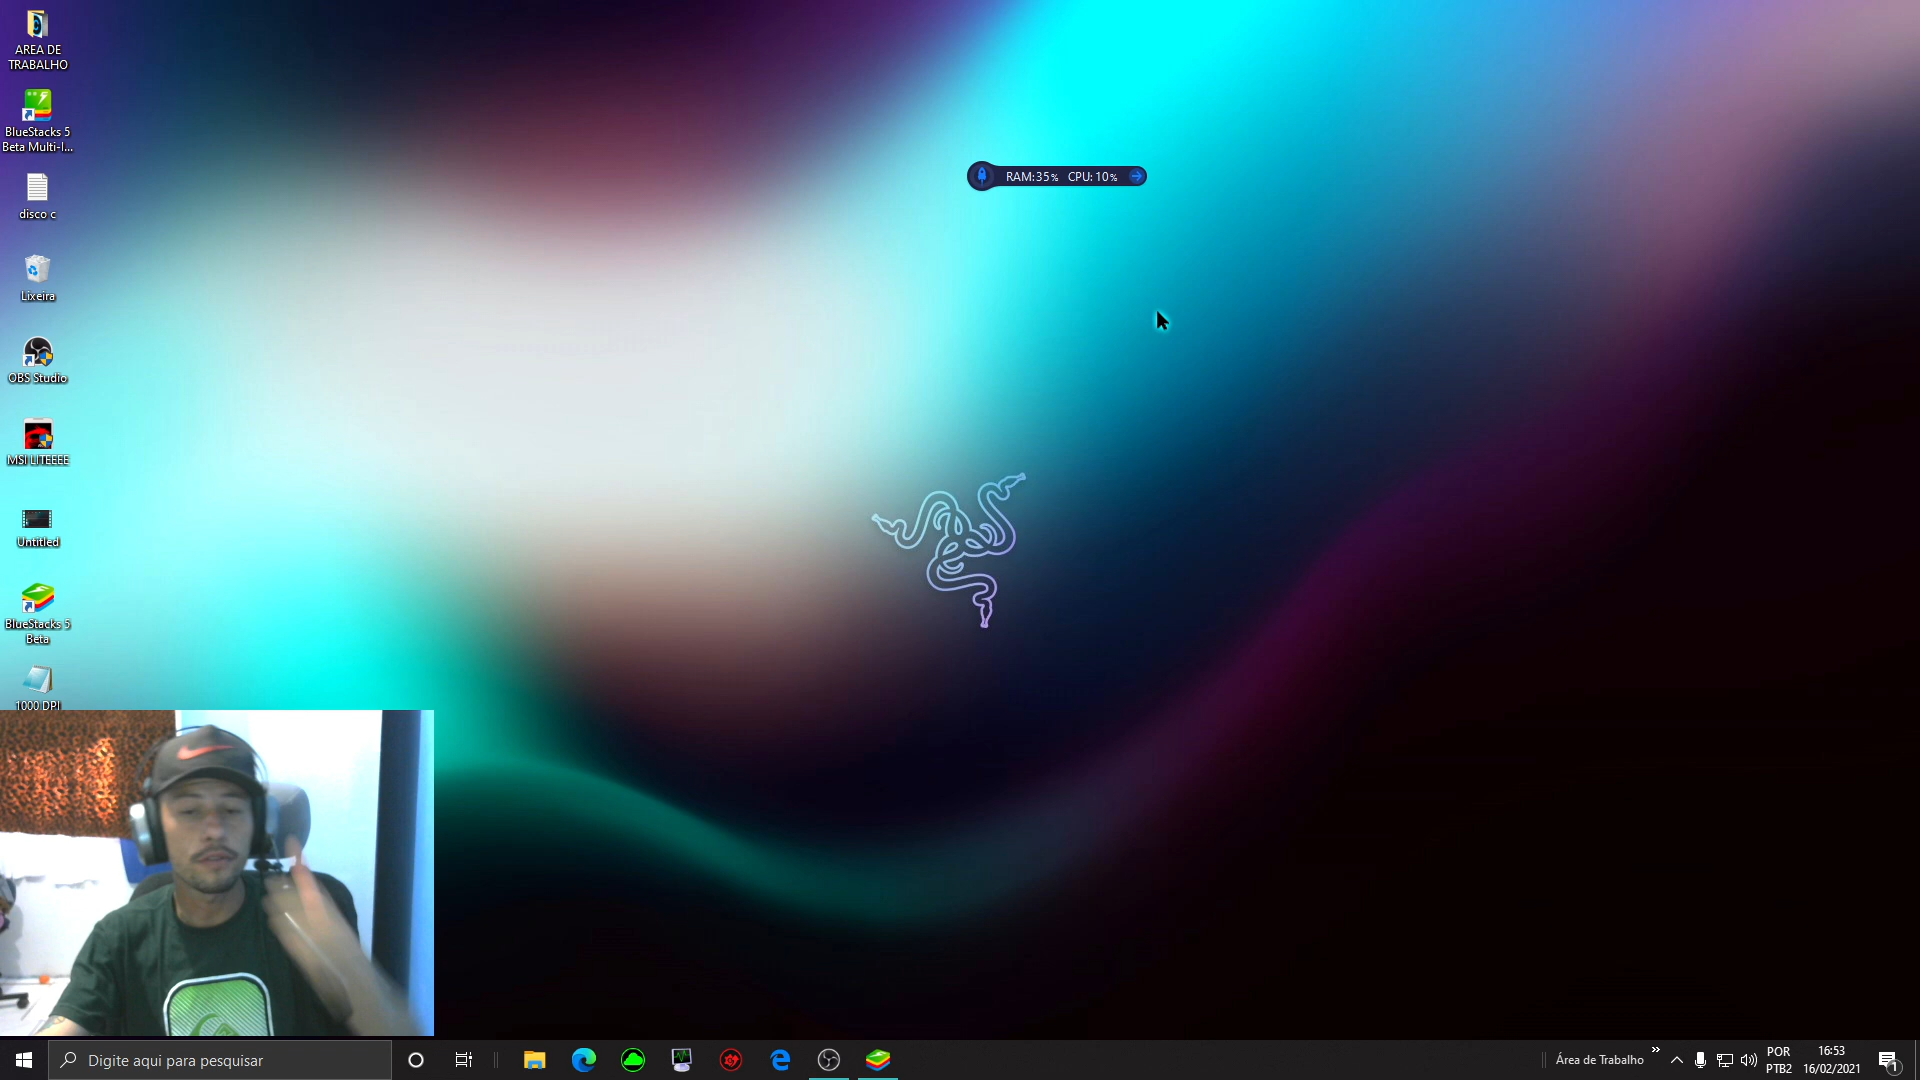 AREA DE
TRABALHO
BlueStacks 5
Beta Multi-I...
disco c
Lixeira
OBS Studio
MSI LITEEEE
Untitled
BlueStacks 5
Beta
1000 DPI
RAM:35% CPU:10%
Digite aqui para pesquisar
Área de Trabalho
POR
PTB2
16:53
16/02/2021
1